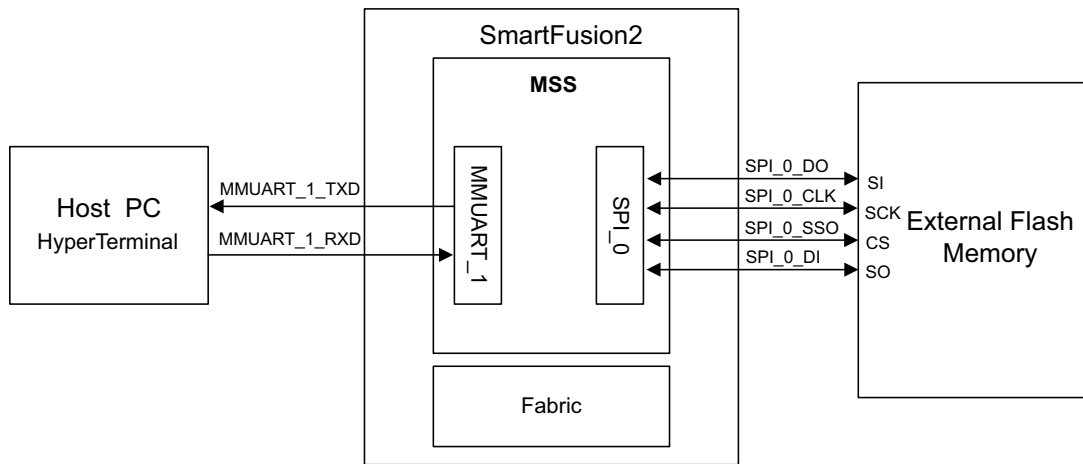 SmartFusion2
MSS
Host PC
HyperTerminal
MMUART_1_TXD
MMUART_1_RXD
MMUART_1
SPI_0
SPI_0_DO
SPI_0_CLK
SPI_0_SSO
SPI_0_DI
SI
SCK
CS
SO
External Flash
Memory
Fabric